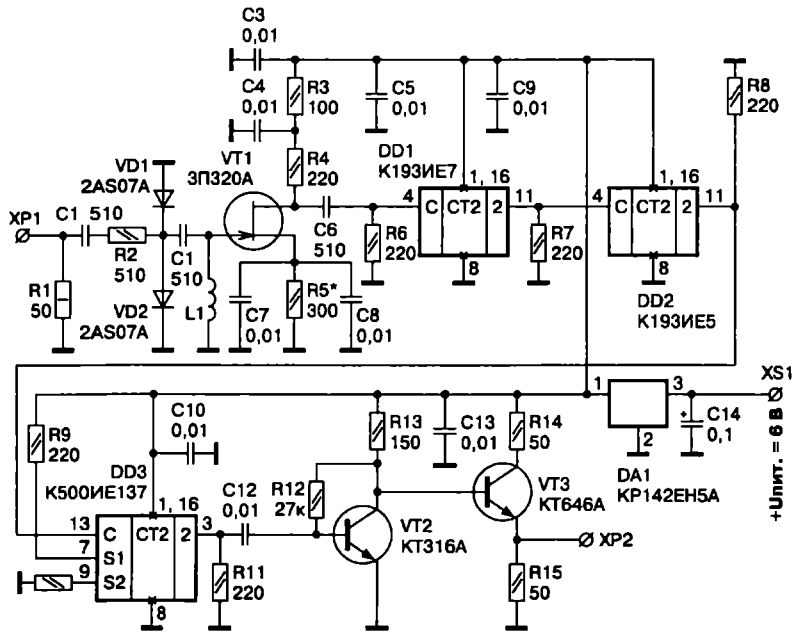 C3
0,01
C4
0,01
R3
100
C5
0,01
C9
0,01
R8
220
VD1
2AS07A
VT1
3П320А
R4
220
DD1
К193ИЕ7
1, 16
1, 16
XP1
C1 510
R2
510
C1
510
C6
510
4
C CT2 2
11
4
C CT2 2
11
R6
220
R7
220
8
8
R1
50
VD2
2AS07A
L1
C7
0,01
R5*
300
C8
0,01
DD2
К193ИЕ5
R9
220
C10
0,01
DD3
К500ИЕ137
1, 16
R13
150
C13
0,01
R14
50
1
3
2
XS1
C14
0,1
+
DA1
КР142ЕН5А
+Uпит. = 6 В
C12
0,01
R12
27к
VT3
КТ646А
13
C CT2 2
3
7
S1
9
S2
8
R11
220
VT2
КТ316А
XP2
R15
50